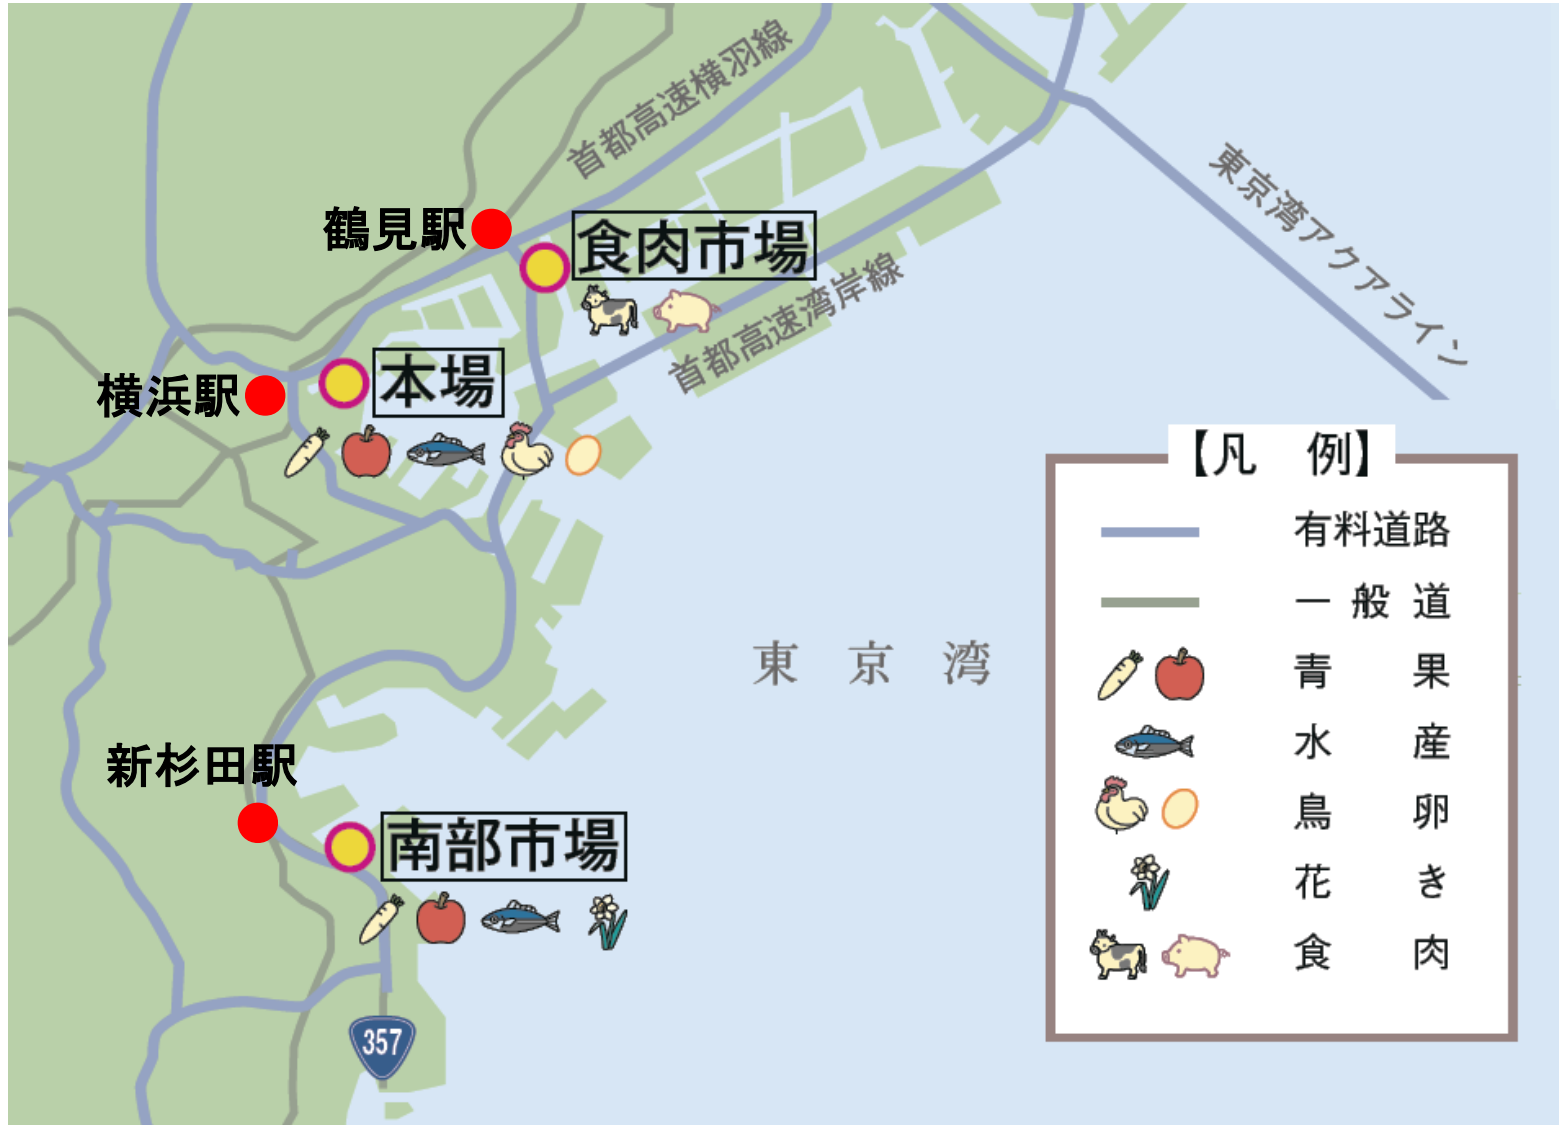 首都高速横羽線
東京湾アクアライン
鶴見駅
食肉市場
首都高速湾岸線
横浜駅
本場
東京湾
新杉田駅
南部市場
357
【凡　例】
有料道路
一般道
青果
水産
鳥卵
花き
食肉